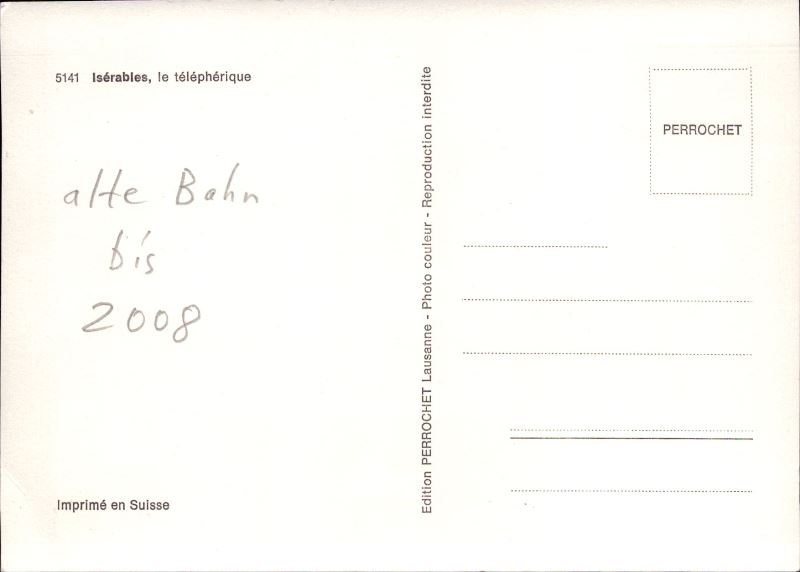 5141 Isérables, le téléphérique
alte Bahn
bis
2008
Imprimé en Suisse
Edition PERROCHET Lausanne - Photo couleur - Reproduction interdite
PERROCHET